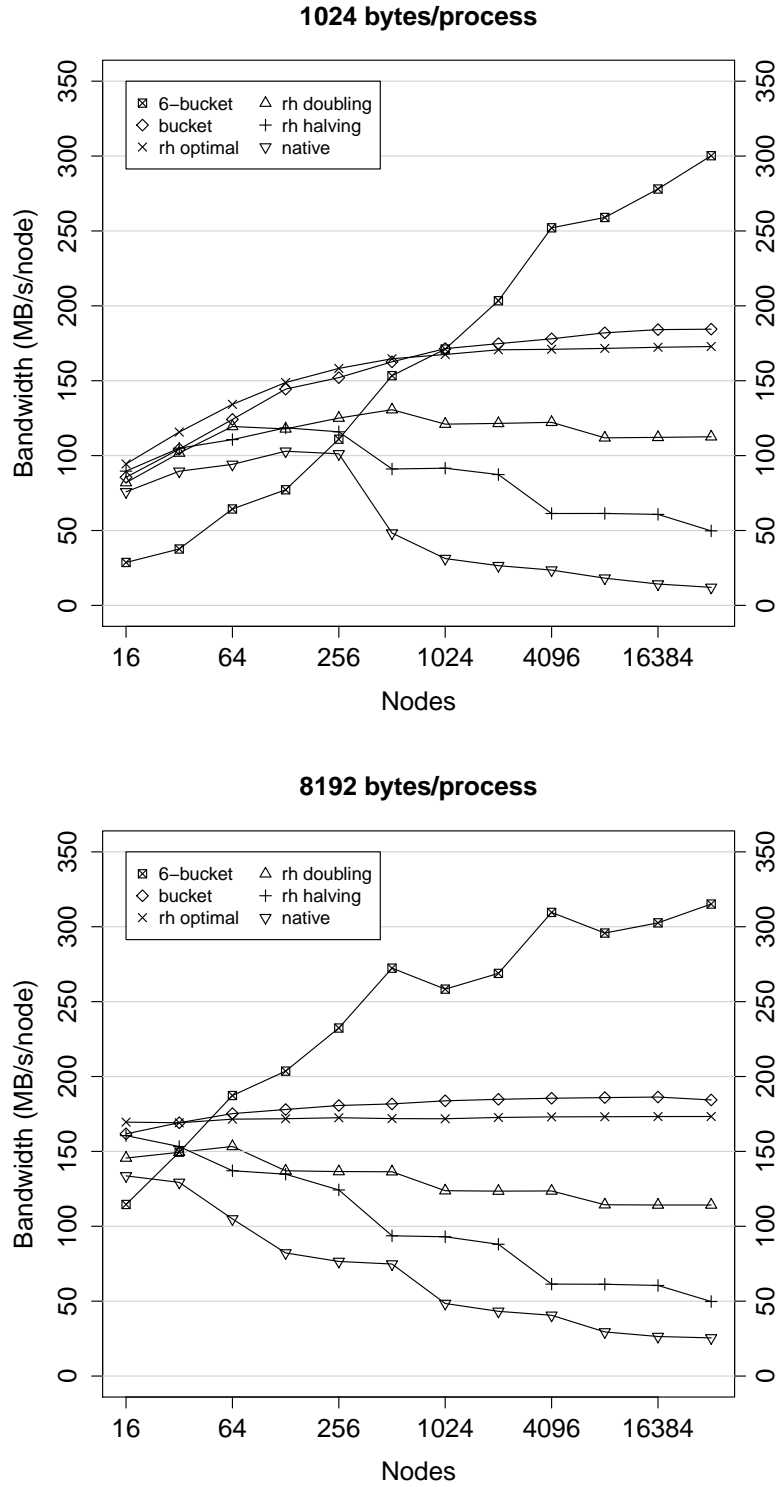 1024 bytes/process
350
300
250
200
150
100
50
0
Bandwidth (MB/s/node)
6−bucket
bucket
rh optimal
rh doubling
rh halving
native
350
300
250
200
150
100
50
0
16 64 256 1024 4096 16384
Nodes
8192 bytes/process
350
300
250
200
150
100
50
0
Bandwidth (MB/s/node)
6−bucket
bucket
rh optimal
rh doubling
rh halving
native
350
300
250
200
150
100
50
0
16 64 256 1024 4096 16384
Nodes